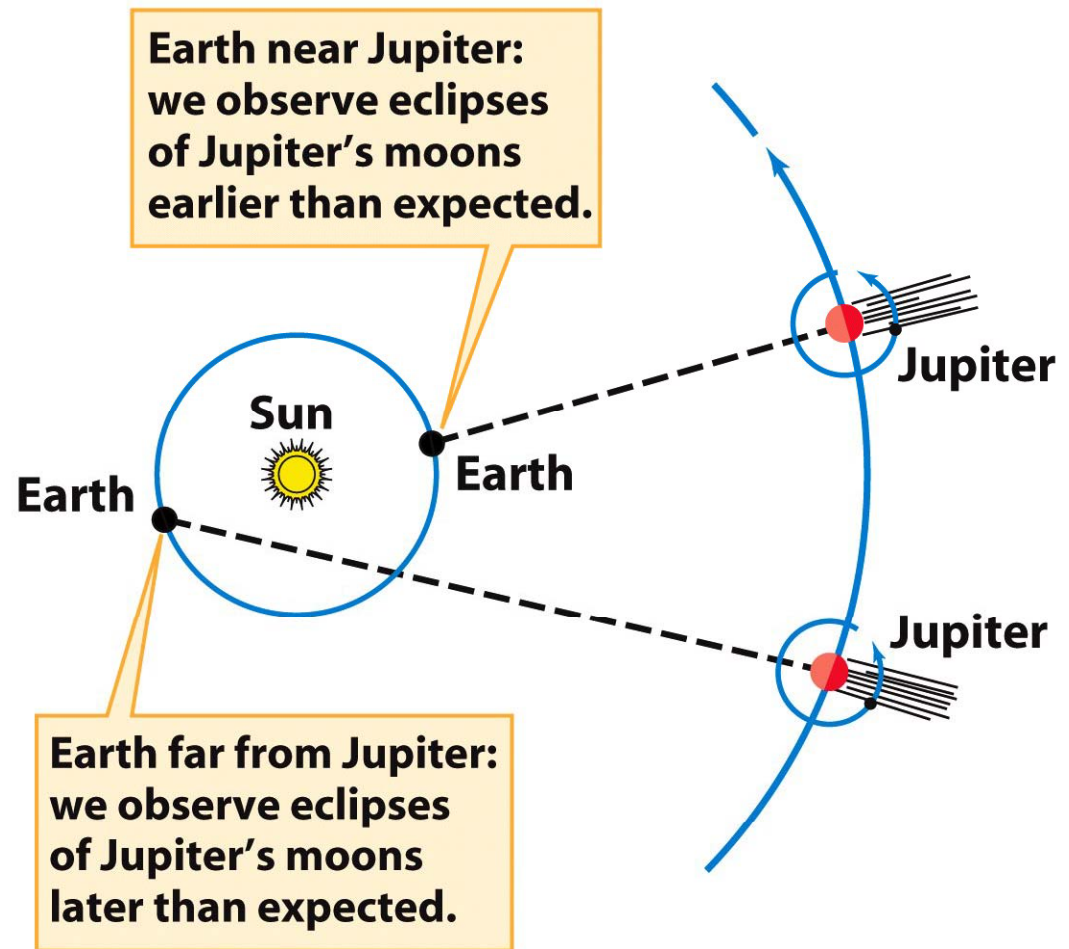 Earth near Jupiter:
we observe eclipses
of Jupiter's moons
earlier than expected.
Jupiter
Sun
Earth
Earth
Jupiter
Earth far from Jupiter:
we observe eclipses
of Jupiter's moons
later than expected.